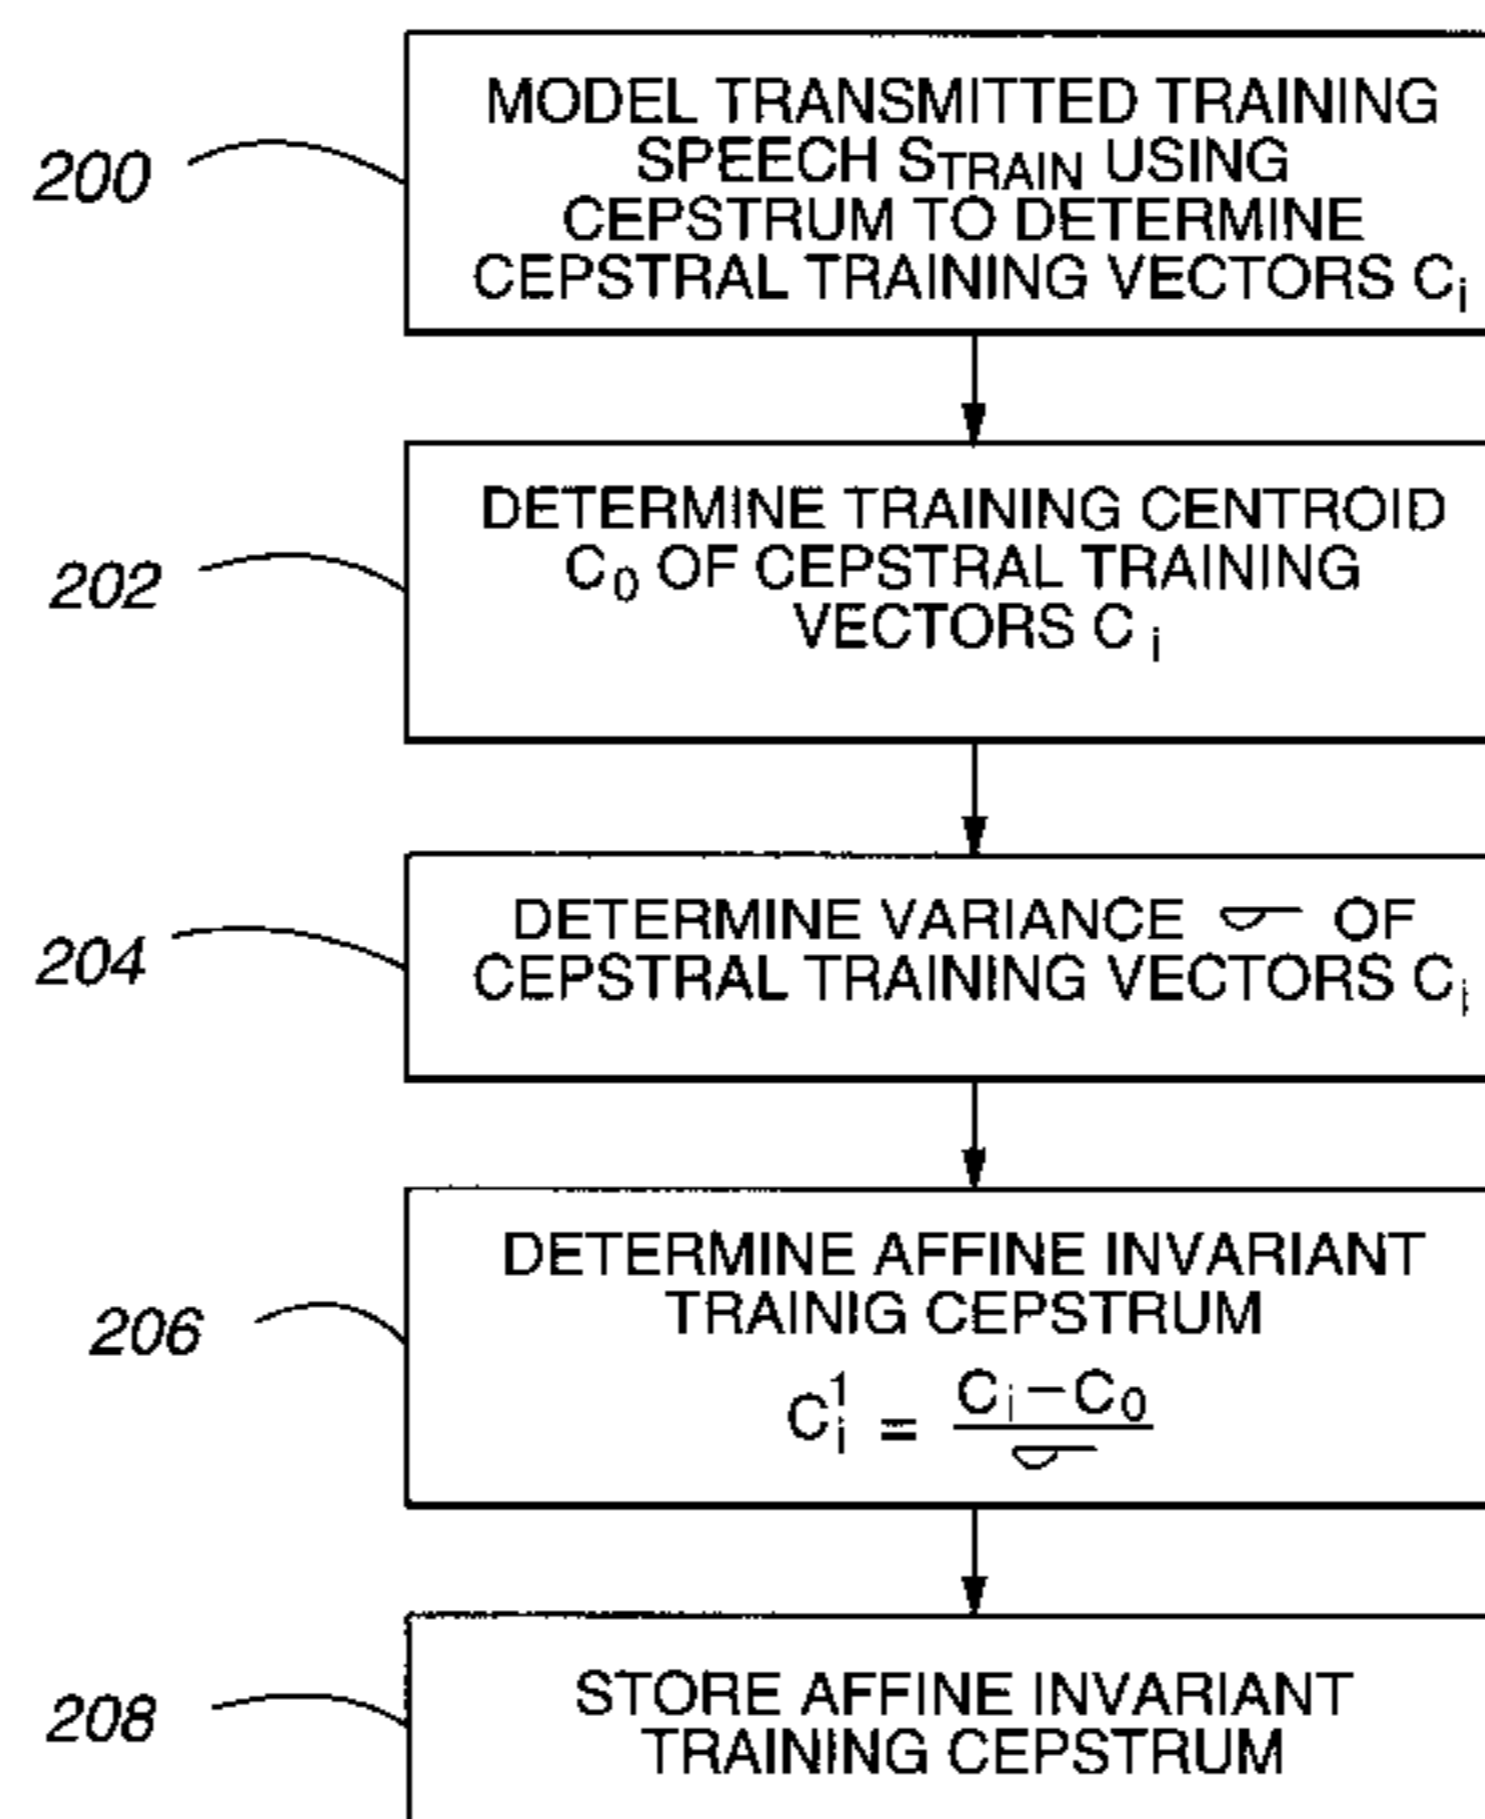 200
MODEL TRANSMITTED TRAINING
SPEECH STRAIN USING
CEPSTRUM TO DETERMINE
CEPSTRAL TRAINING VECTORS Ci
202
DETERMINE TRAINING CENTROID
C0 OF CEPSTRAL TRAINING
VECTORS Ci
204
DETERMINE VARIANCE σ OF
CEPSTRAL TRAINING VECTORS Ci
206
DETERMINE AFFINE INVARIANT
TRAINIG CEPSTRUM
Ci1 = Ci–C0
σ
208
STORE AFFINE INVARIANT
TRAINING CEPSTRUM